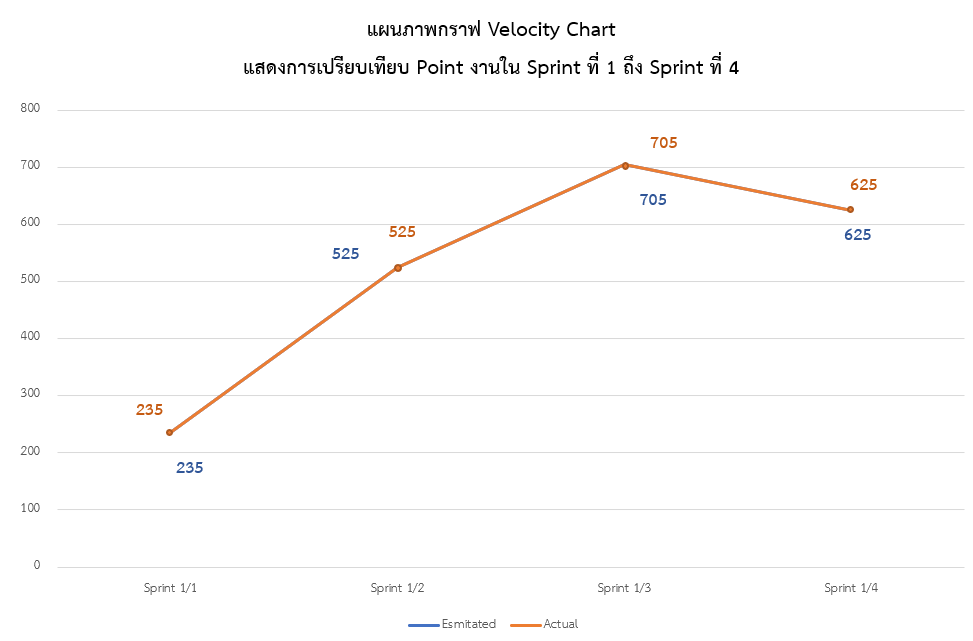 แผนภาพกราฟ Velocity Chart
แสดงการเปรียบเทียบ Point งานใน Sprint ที่ 1 ถึง Sprint ที่ 4
800
700
600
500
400
300
200
100
0
235
235
525
525
705
705
625
625
Sprint 1/1
Sprint 1/2
Sprint 1/3
Sprint 1/4
Esmitated
Actual